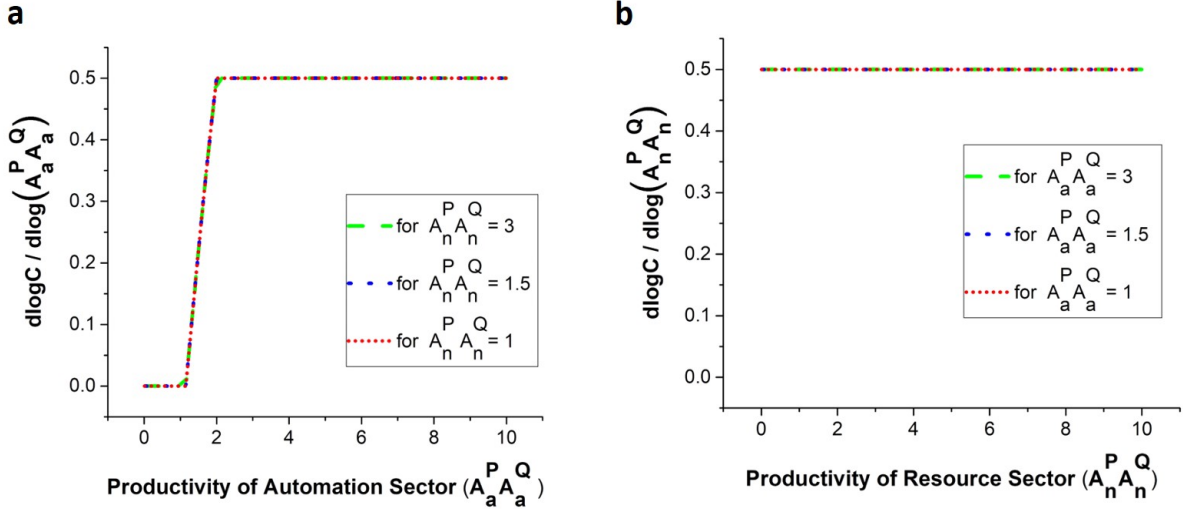 a
dlogC / dlog(A_a^P A_a^Q)
0.5
0.4
0.3
0.2
0.1
0.0
for A_n^P A_n^Q = 3
for A_n^P A_n^Q = 1.5
for A_n^P A_n^Q = 1
0 2 4 6 8 10
Productivity of Automation Sector (A_a^P A_a^Q)
b
dlogC / dlog(A_n^P A_n^Q)
0.5
0.4
0.3
0.2
0.1
0.0
for A_a^P A_a^Q = 3
for A_a^P A_a^Q = 1.5
for A_a^P A_a^Q = 1
0 2 4 6 8 10
Productivity of Resource Sector (A_n^P A_n^Q)